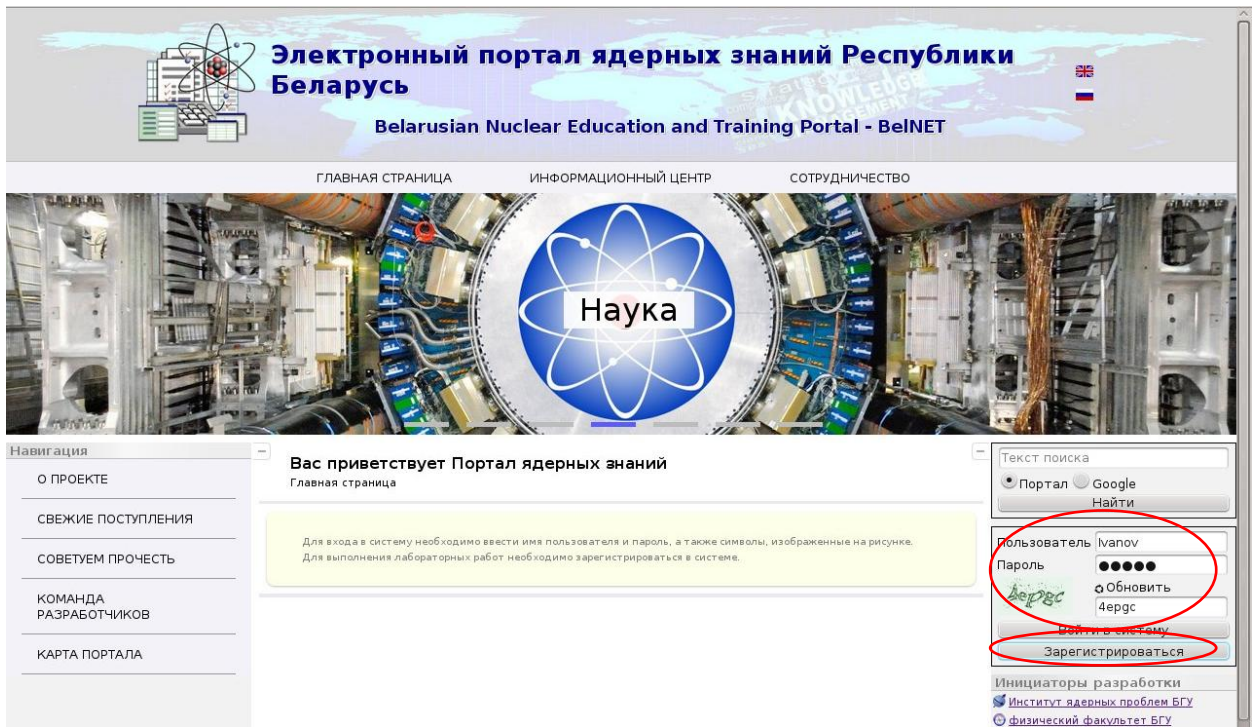 Электронный портал ядерных знаний Республики
Беларусь
Belarusian Nuclear Education and Training Portal - BelNET
KNOWLEDGE
ГЛАВНАЯ СТРАНИЦА
ИНФОРМАЦИОННЫЙ ЦЕНТР
СОТРУДНИЧЕСТВО
Наука
Навигация
О ПРОЕКТЕ
СВЕЖИЕ ПОСТУПЛЕНИЯ
СОВЕТУЕМ ПРОЧЕСТЬ
КОМАНДА
РАЗРАБОТЧИКОВ
КАРТА ПОРТАЛА
Вас приветствует Портал ядерных знаний
Главная страница
Для входа в систему необходимо ввести имя пользователя и пароль, а также символы, изображенные на рисунке.
Для выполнения лабораторных работ необходимо зарегистрироваться в системе.
Текст поиска
Портал Google
Найти
Пользователь Ivanov
Пароль ●●●●●
4epgc
Обновить
4epgc
Войти в систему
Зарегистрироваться
Инициаторы разработки
Институт ядерных проблем БГУ
физический факультет БГУ